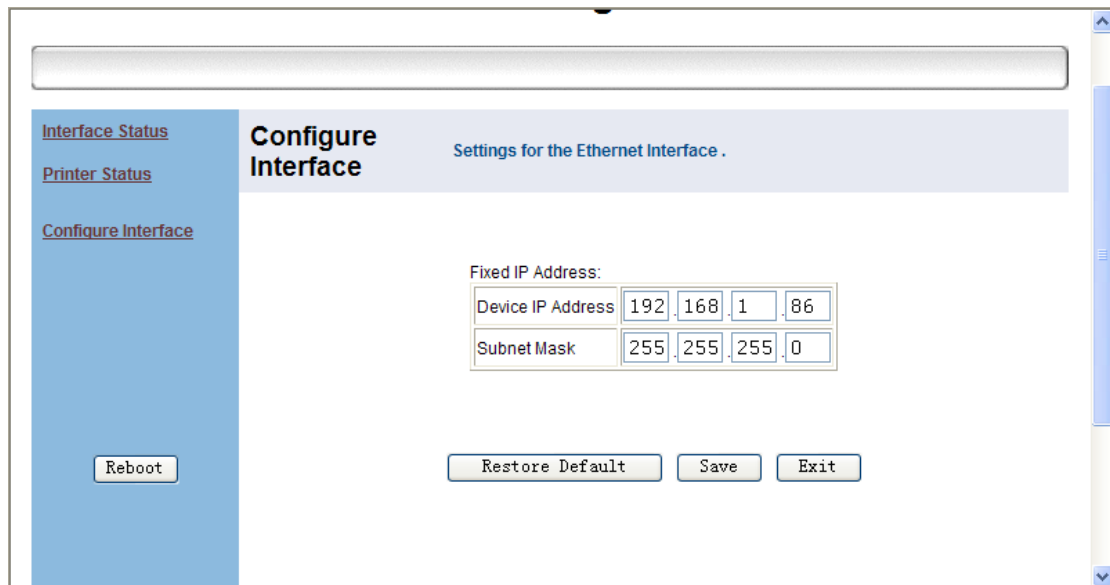 Interface Status
Printer Status
Configure Interface
Reboot
Configure
Interface
Settings for the Ethernet Interface .
Fixed IP Address:
Device IP Address 192 . 168 . 1 . 86
Subnet Mask 255 . 255 . 255 . 0
Restore Default Save Exit